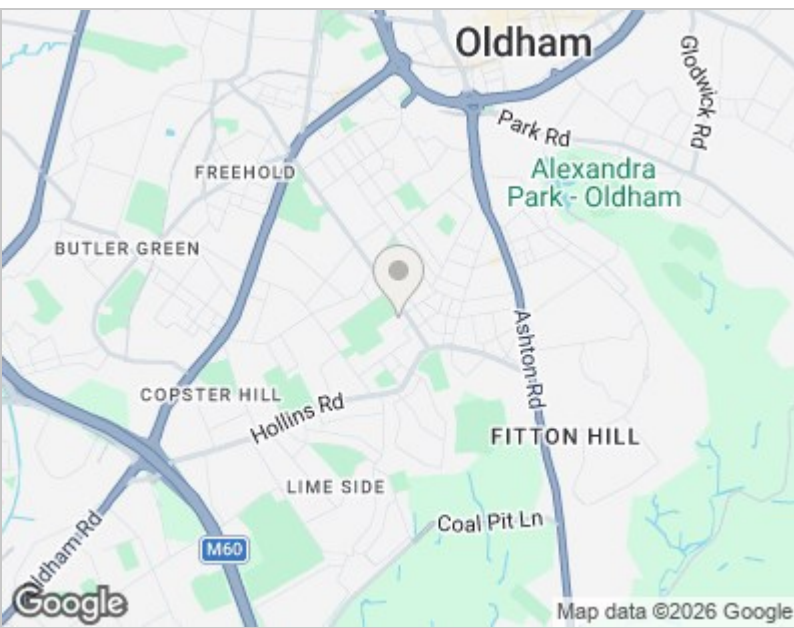 Oldham
Glodwick Rd
Park Rd
FREEHOLD
Alexandra
Park - Oldham
BUTLER GREEN
Ashton Rd
COPSTER HILL
Hollins Rd
FITTON HILL
LIME SIDE
Coal Pit Ln
Oldham Rd
M60
Google
Map data ©2026 Google